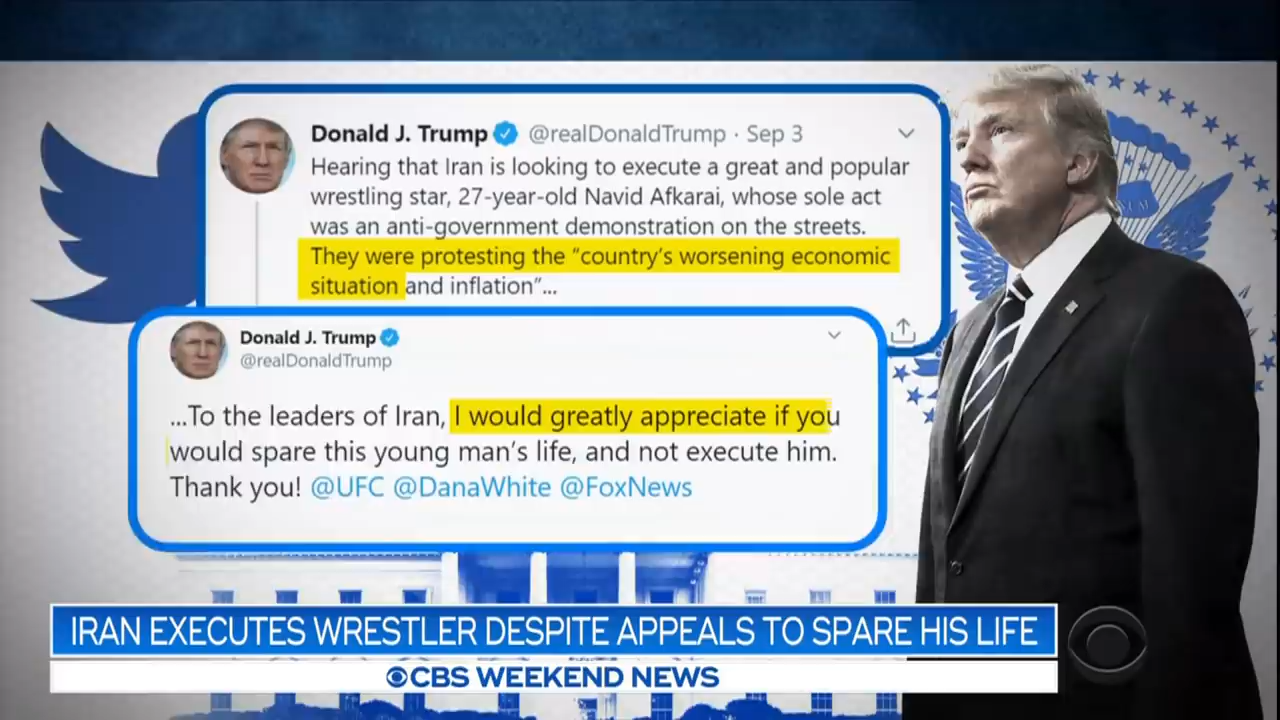 Donald J. Trump @realDonaldTrump · Sep 3
Hearing that Iran is looking to execute a great and popular
wrestling star, 27-year-old Navid Afkarai, whose sole act
was an anti-government demonstration on the streets.
They were protesting the “country’s worsening economic
situation and inflation”...
Donald J. Trump
@realDonaldTrump
...To the leaders of Iran, I would greatly appreciate if you
would spare this young man’s life, and not execute him.
Thank you! @UFC @DanaWhite @FoxNews
IRAN EXECUTES WRESTLER DESPITE APPEALS TO SPARE HIS LIFE
CBS WEEKEND NEWS